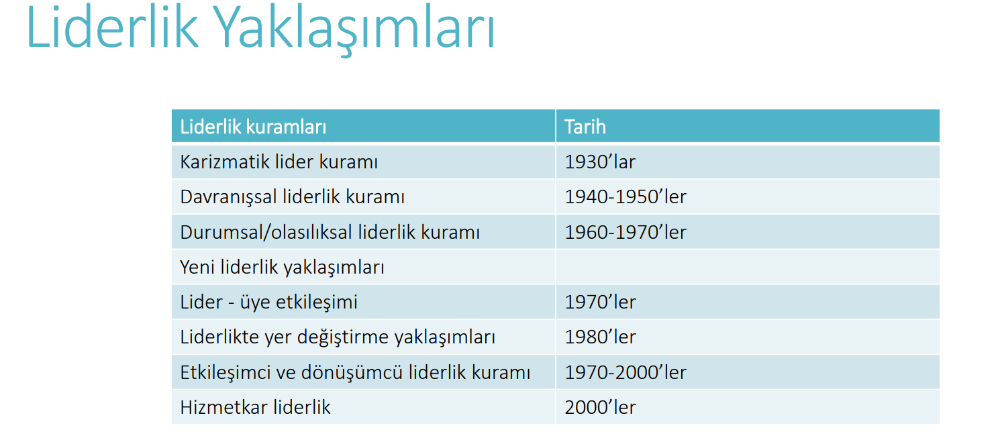 Liderlik Yaklaşımları
Liderlik kuramları Tarih
Karizmatik lider kuramı 1930’lar
Davranışsal liderlik kuramı 1940-1950’ler
Durumsal/olasılıksal liderlik kuramı 1960-1970’ler
Yeni liderlik yaklaşımları
Lider - üye etkileşimi 1970’ler
Liderlikte yer değiştirme yaklaşımları 1980’ler
Etkileşimci ve dönüşümcü liderlik kuramı 1970-2000’ler
Hizmetkar liderlik 2000’ler